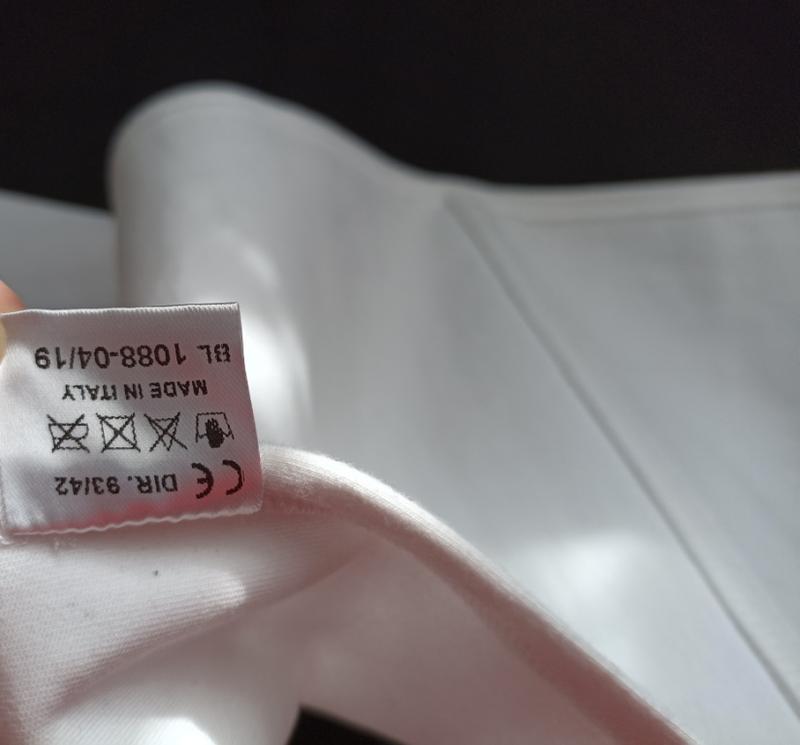 CE DIR. 93/42
MADE IN ITALY
BL 1088-04/19